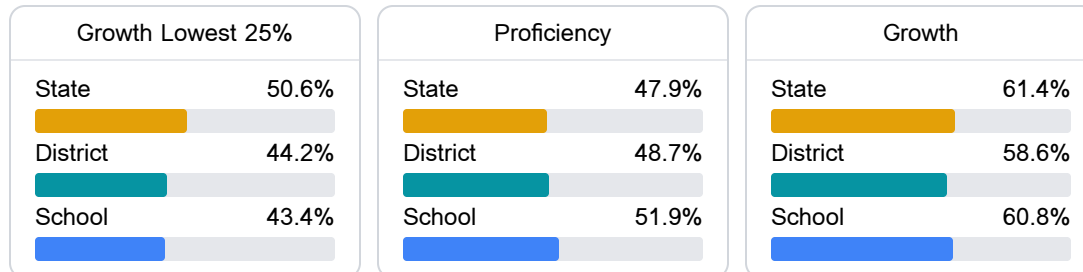 Growth Lowest 25%
State 50.6%
District 44.2%
School 43.4%
Proficiency
State 47.9%
District 48.7%
School 51.9%
Growth
State 61.4%
District 58.6%
School 60.8%